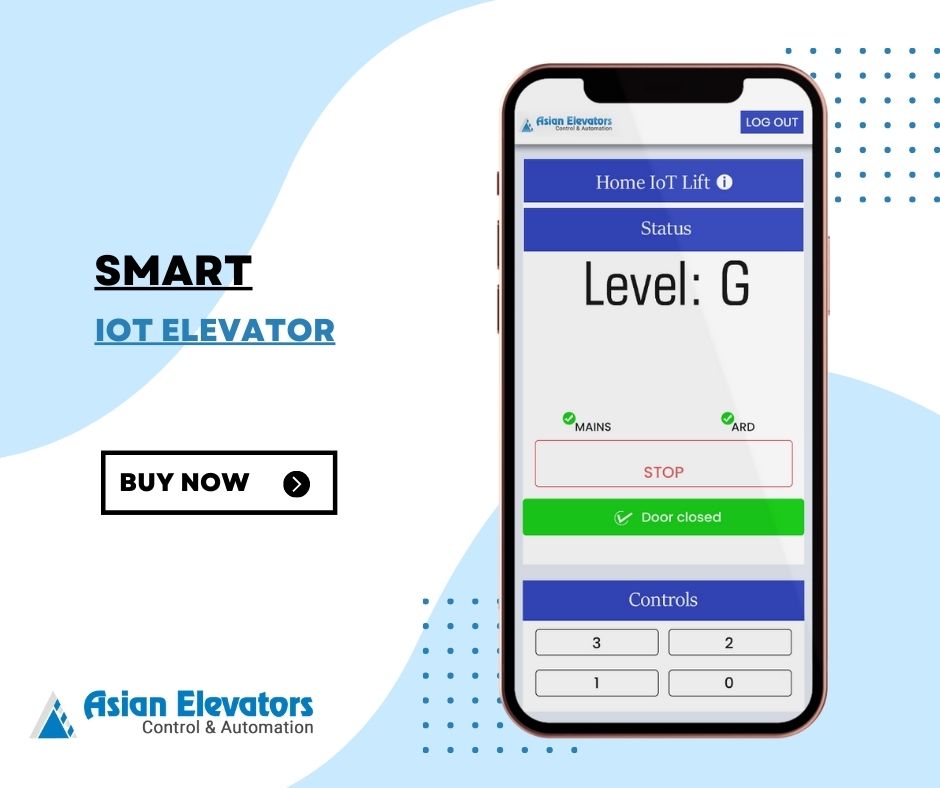 SMART
IOT ELEVATOR
BUY NOW
Asian Elevators
Control & Automation
Asian Elevators
Control & Automation
LOG OUT
Home IoT Lift i
Status
Level: G
MAINS
ARD
STOP
Door closed
Controls
3
2
1
0